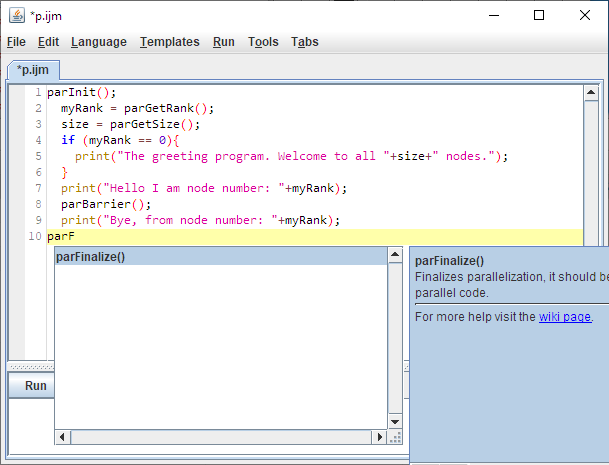 *p.ijm
File Edit Language Templates Run Tools Tabs
*p.ijm
1 parInit();
2 myRank = parGetRank();
3 size = parGetSize();
4 if (myRank == 0){
5 print("The greeting program. Welcome to all "+size+" nodes.");
6 }
7 print("Hello I am node number: "+myRank);
8 parBarrier();
9 print("Bye, from node number: "+myRank);
10 parF
parFinalize()
parFinalize()
Finalizes parallelization, it should be
parallel code.
For more help visit the wiki page.
Run